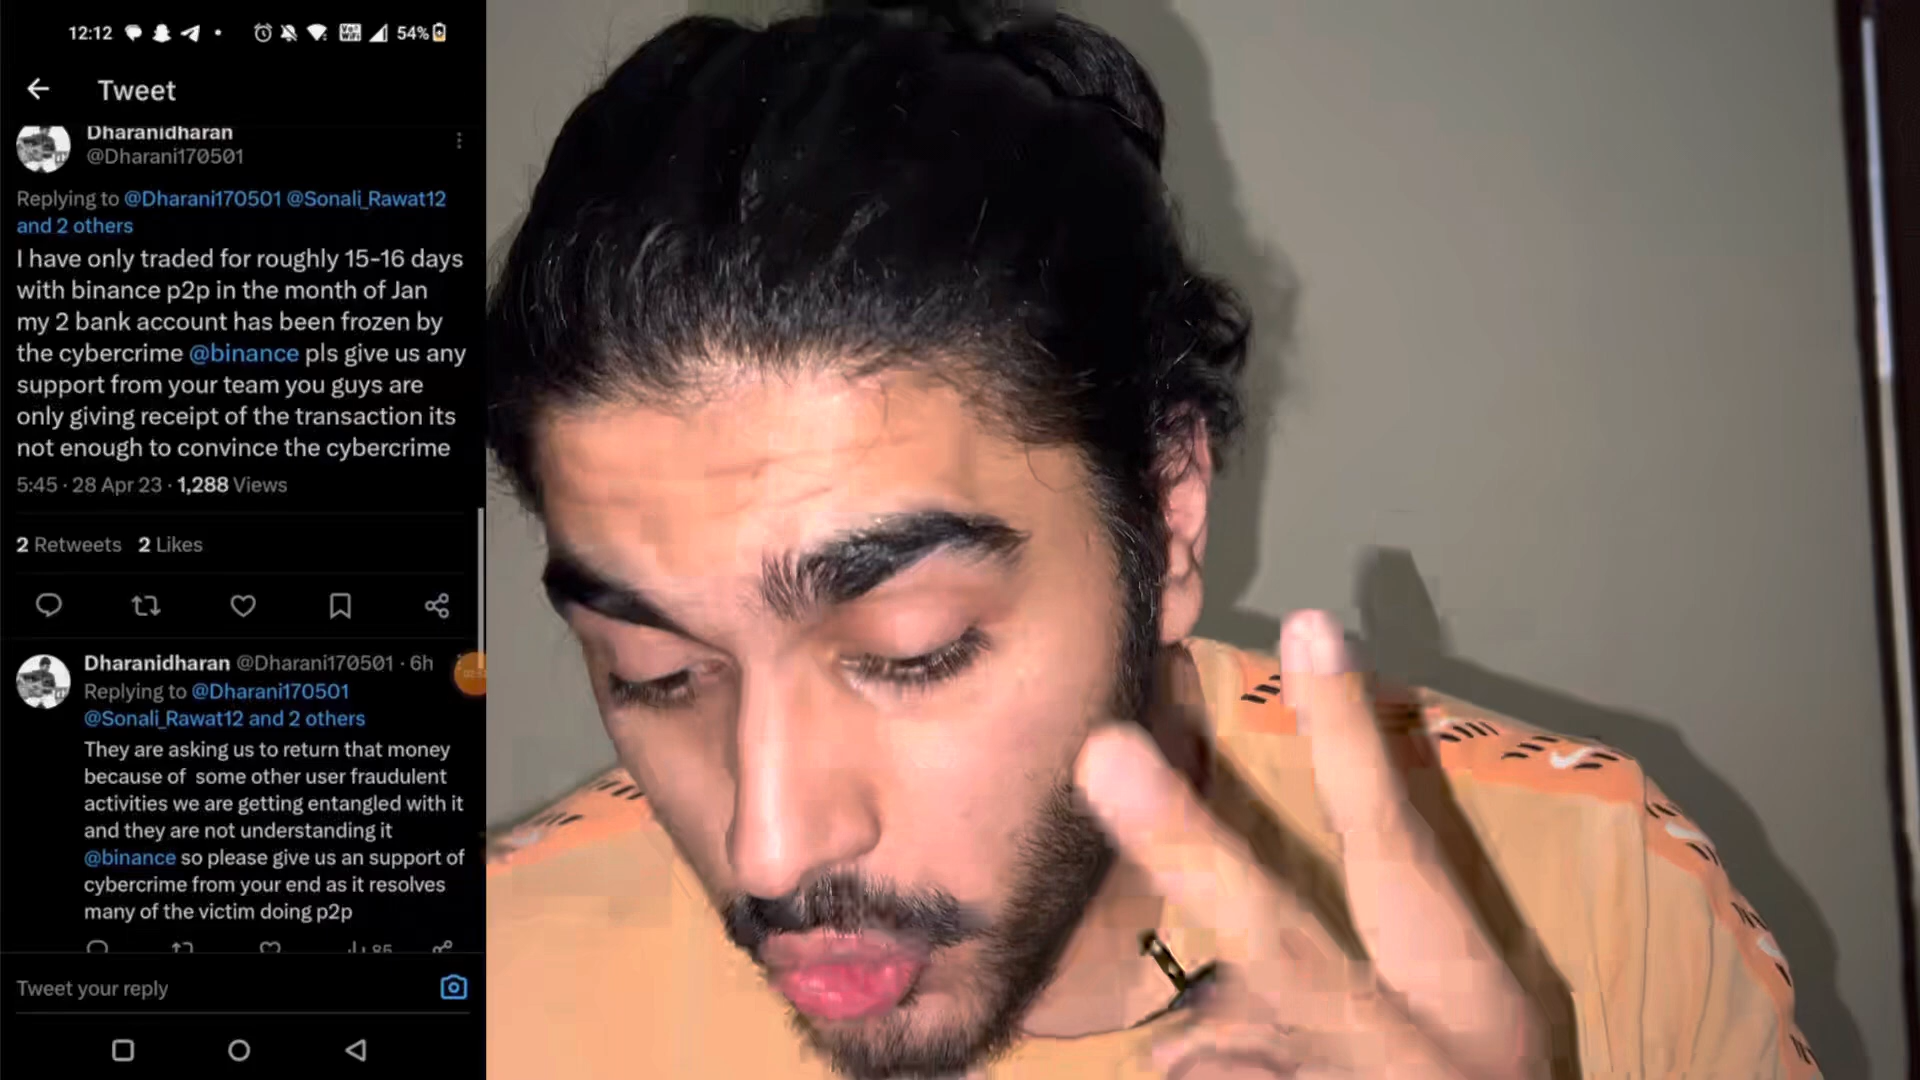 12:12
54%
Tweet
Dharanidharan
@Dharani170501
Replying to @Dharani170501 @Sonali_Rawat12
and 2 others
I have only traded for roughly 15-16 days
with binance p2p in the month of Jan
my 2 bank account has been frozen by
the cybercrime @binance pls give us any
support from your team you guys are
only giving receipt of the transaction its
not enough to convince the cybercrime
5:45 · 28 Apr 23 · 1,288 Views
2 Retweets 2 Likes
Dharanidharan @Dharani170501 · 6h
Replying to @Dharani170501
@Sonali_Rawat12 and 2 others
They are asking us to return that money
because of some other user fraudulent
activities we are getting entangled with it
and they are not understanding it
@binance so please give us an support of
cybercrime from your end as it resolves
many of the victim doing p2p
85
Tweet your reply